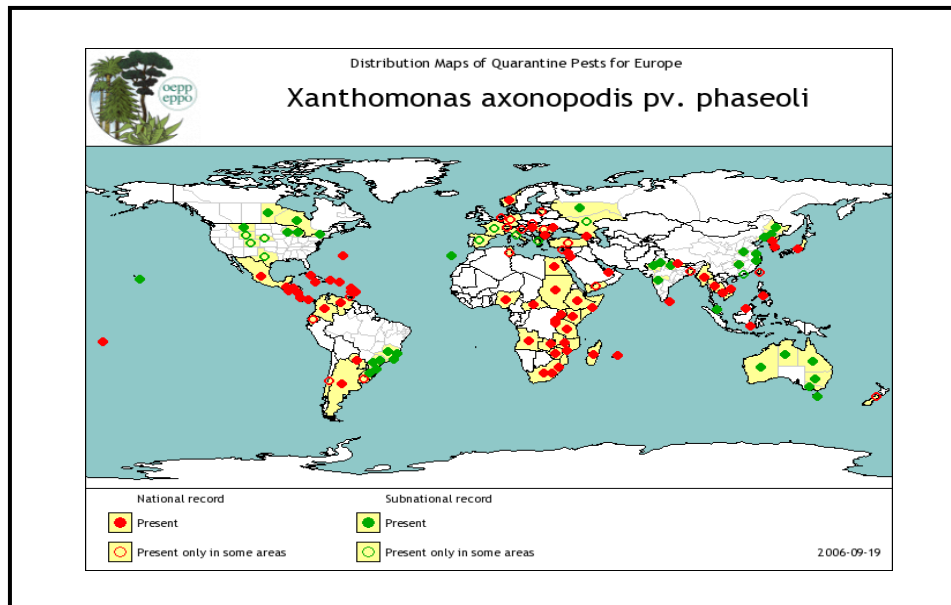 oepp
eppo
Distribution Maps of Quarantine Pests for Europe
Xanthomonas axonopodis pv. phaseoli
National record
Subnational record
Present
Present
Present only in some areas
Present only in some areas
2006-09-19